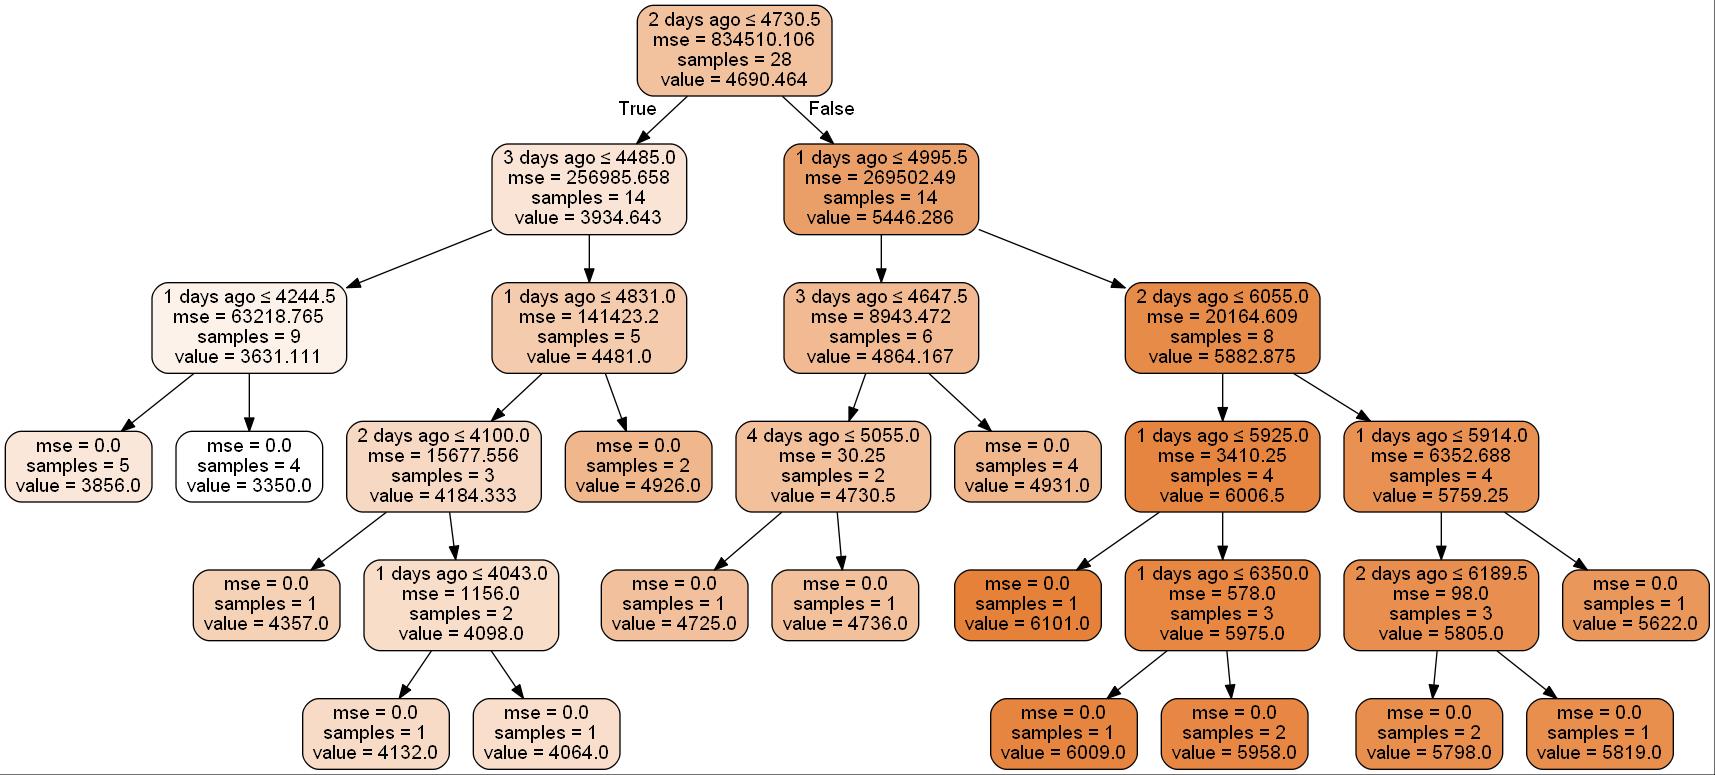 2 days ago ≤ 4730.5
mse = 834510.106
samples = 28
value = 4690.464
True
False
3 days ago ≤ 4485.0
mse = 256985.658
samples = 14
value = 3934.643
1 days ago ≤ 4995.5
mse = 269502.49
samples = 14
value = 5446.286
1 days ago ≤ 4244.5
mse = 63218.765
samples = 9
value = 3631.111
1 days ago ≤ 4831.0
mse = 141423.2
samples = 5
value = 4481.0
3 days ago ≤ 4647.5
mse = 8943.472
samples = 6
value = 4864.167
2 days ago ≤ 6055.0
mse = 20164.609
samples = 8
value = 5882.875
mse = 0.0
samples = 5
value = 3856.0
mse = 0.0
samples = 4
value = 3350.0
2 days ago ≤ 4100.0
mse = 15677.556
samples = 3
value = 4184.333
mse = 0.0
samples = 2
value = 4926.0
4 days ago ≤ 5055.0
mse = 30.25
samples = 2
value = 4730.5
mse = 0.0
samples = 4
value = 4931.0
1 days ago ≤ 5925.0
mse = 3410.25
samples = 4
value = 6006.5
1 days ago ≤ 5914.0
mse = 6352.688
samples = 4
value = 5759.25
mse = 0.0
samples = 1
value = 4357.0
1 days ago ≤ 4043.0
mse = 1156.0
samples = 2
value = 4098.0
mse = 0.0
samples = 1
value = 4725.0
mse = 0.0
samples = 1
value = 4736.0
mse = 0.0
samples = 1
value = 6101.0
1 days ago ≤ 6350.0
mse = 578.0
samples = 3
value = 5975.0
2 days ago ≤ 6189.5
mse = 98.0
samples = 3
value = 5805.0
mse = 0.0
samples = 1
value = 5622.0
mse = 0.0
samples = 1
value = 4132.0
mse = 0.0
samples = 1
value = 4064.0
mse = 0.0
samples = 1
value = 6009.0
mse = 0.0
samples = 2
value = 5958.0
mse = 0.0
samples = 2
value = 5798.0
mse = 0.0
samples = 1
value = 5819.0